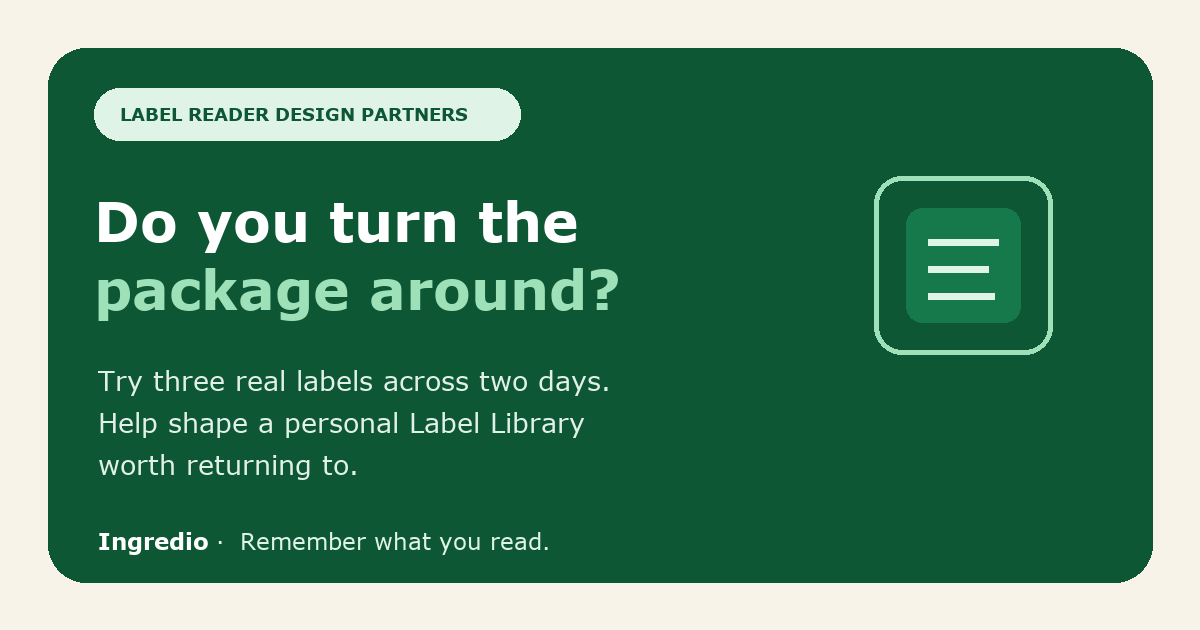 LABEL READER DESIGN PARTNERS
Do you turn the
package around?
Try three real labels across two days.
Help shape a personal Label Library
worth returning to.
Ingredio · Remember what you read.